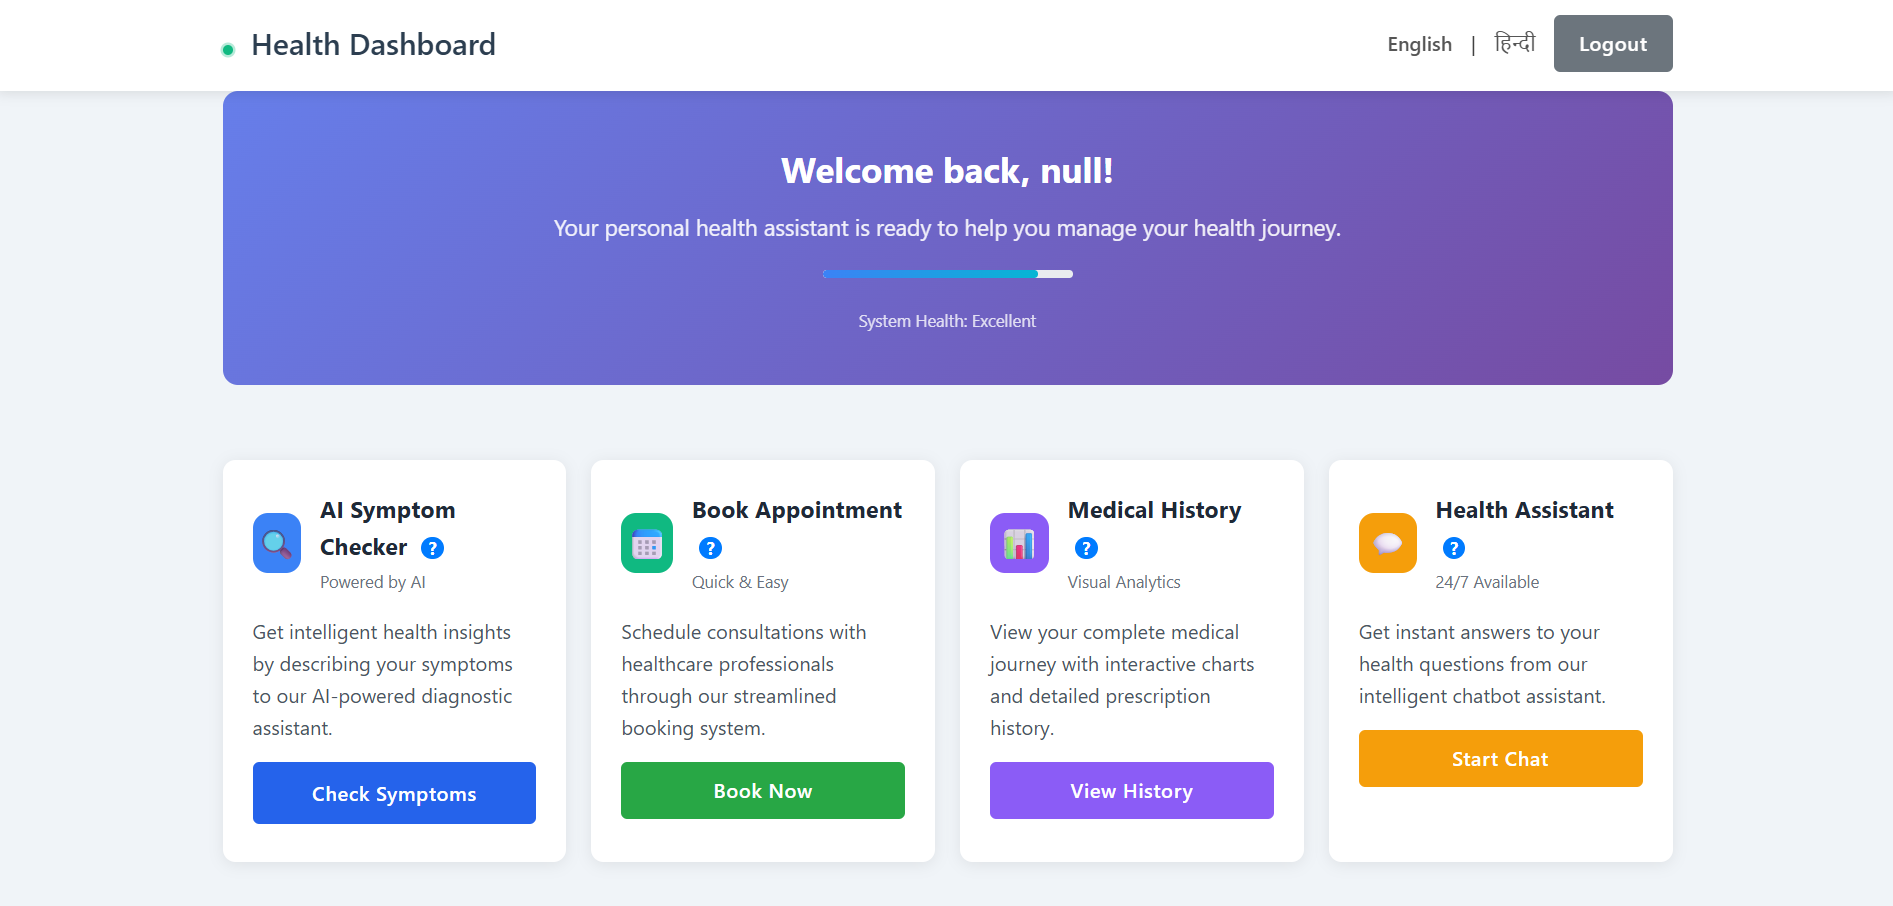 Health Dashboard
English | हिन्दी Logout
Welcome back, null!
Your personal health assistant is ready to help you manage your health journey.
System Health: Excellent
AI Symptom
Checker ?
Powered by AI
Get intelligent health insights
by describing your symptoms
to our AI-powered diagnostic
assistant.
Check Symptoms
Book Appointment
?
Quick & Easy
Schedule consultations with
healthcare professionals
through our streamlined
booking system.
Book Now
Medical History
?
Visual Analytics
View your complete medical
journey with interactive charts
and detailed prescription
history.
View History
Health Assistant
?
24/7 Available
Get instant answers to your
health questions from our
intelligent chatbot assistant.
Start Chat